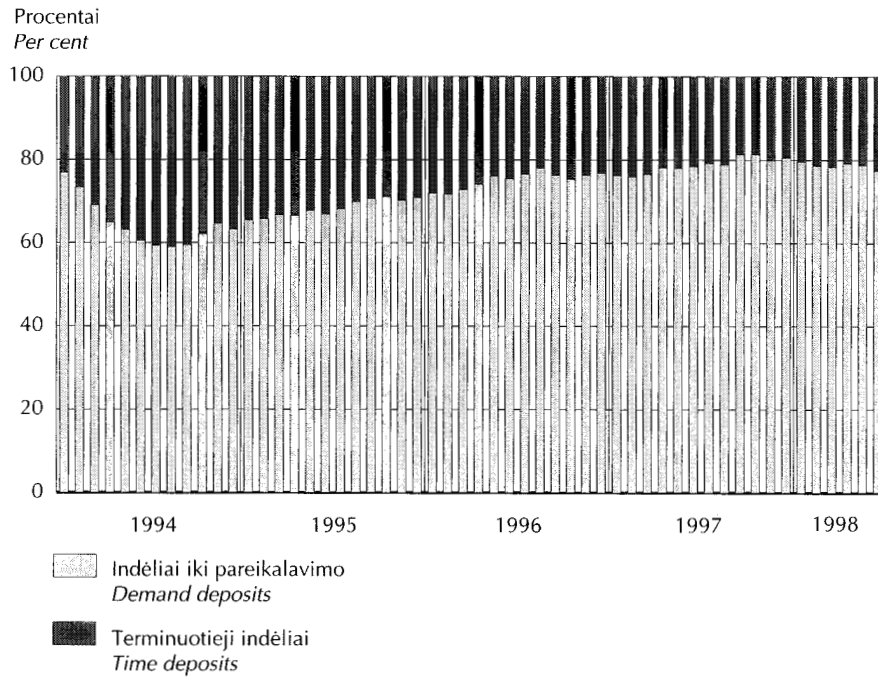 Procentai
Per cent
100
80
60
40
20
0
1994 1995 1996 1997 1998
Indėliai iki pareikalavimo
Demand deposits
Terminuotieji indėliai
Time deposits